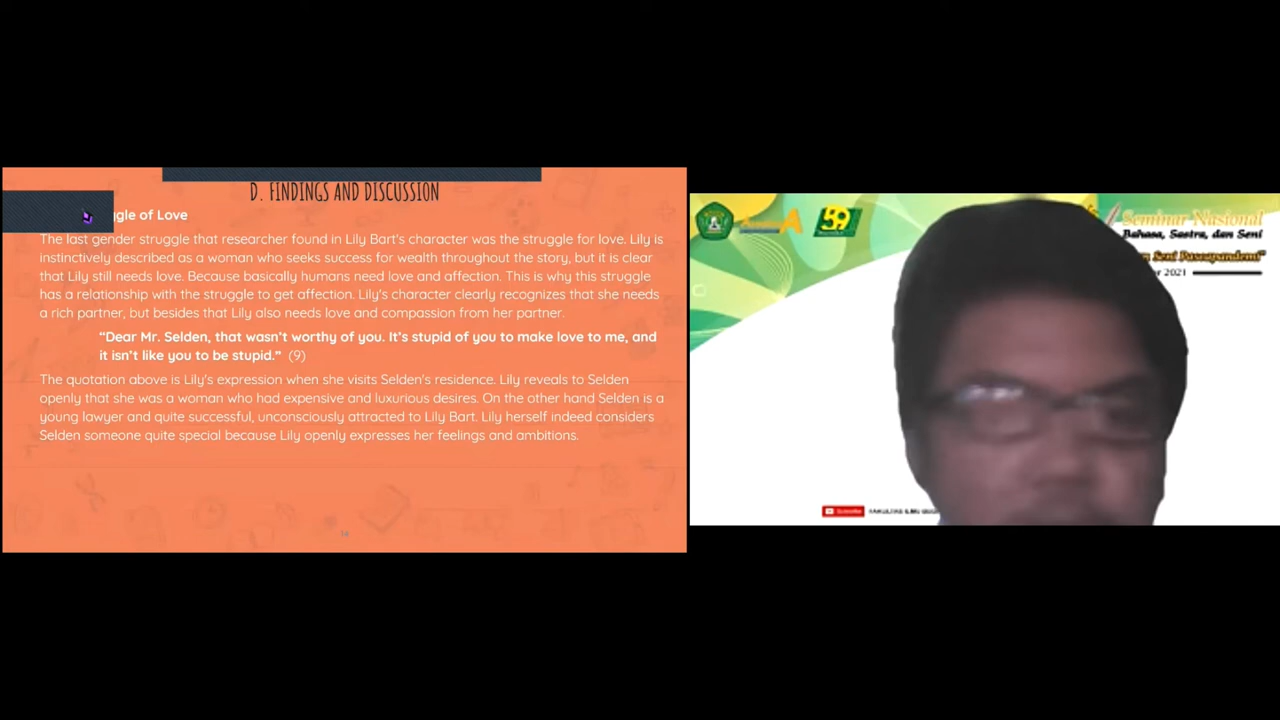 D. FINDINGS AND DISCUSSION
ggle of Love
The last gender struggle that researcher found in Lily Bart's character was the struggle for love. Lily is
instinctively described as a woman who seeks success for wealth throughout the story, but it is clear
that Lily still needs love. Because basically humans need love and affection. This is why this struggle
has a relationship with the struggle to get affection. Lily's character clearly recognizes that she needs
a rich partner, but besides that Lily also needs love and compassion from her partner.
“Dear Mr. Selden, that wasn't worthy of you. It's stupid of you to make love to me, and
it isn't like you to be stupid.” (9)
The quotation above is Lily's expression when she visits Selden's residence. Lily reveals to Selden
openly that she was a woman who had expensive and luxurious desires. On the other hand Selden is a
young lawyer and quite successful, unconsciously attracted to Lily Bart. Lily herself indeed considers
Selden someone quite special because Lily openly expresses her feelings and ambitions.
59
Seminar Nasional
Bahasa, Sastra, dan Seni
Seni Pascapandemi"
2021
Subscribe